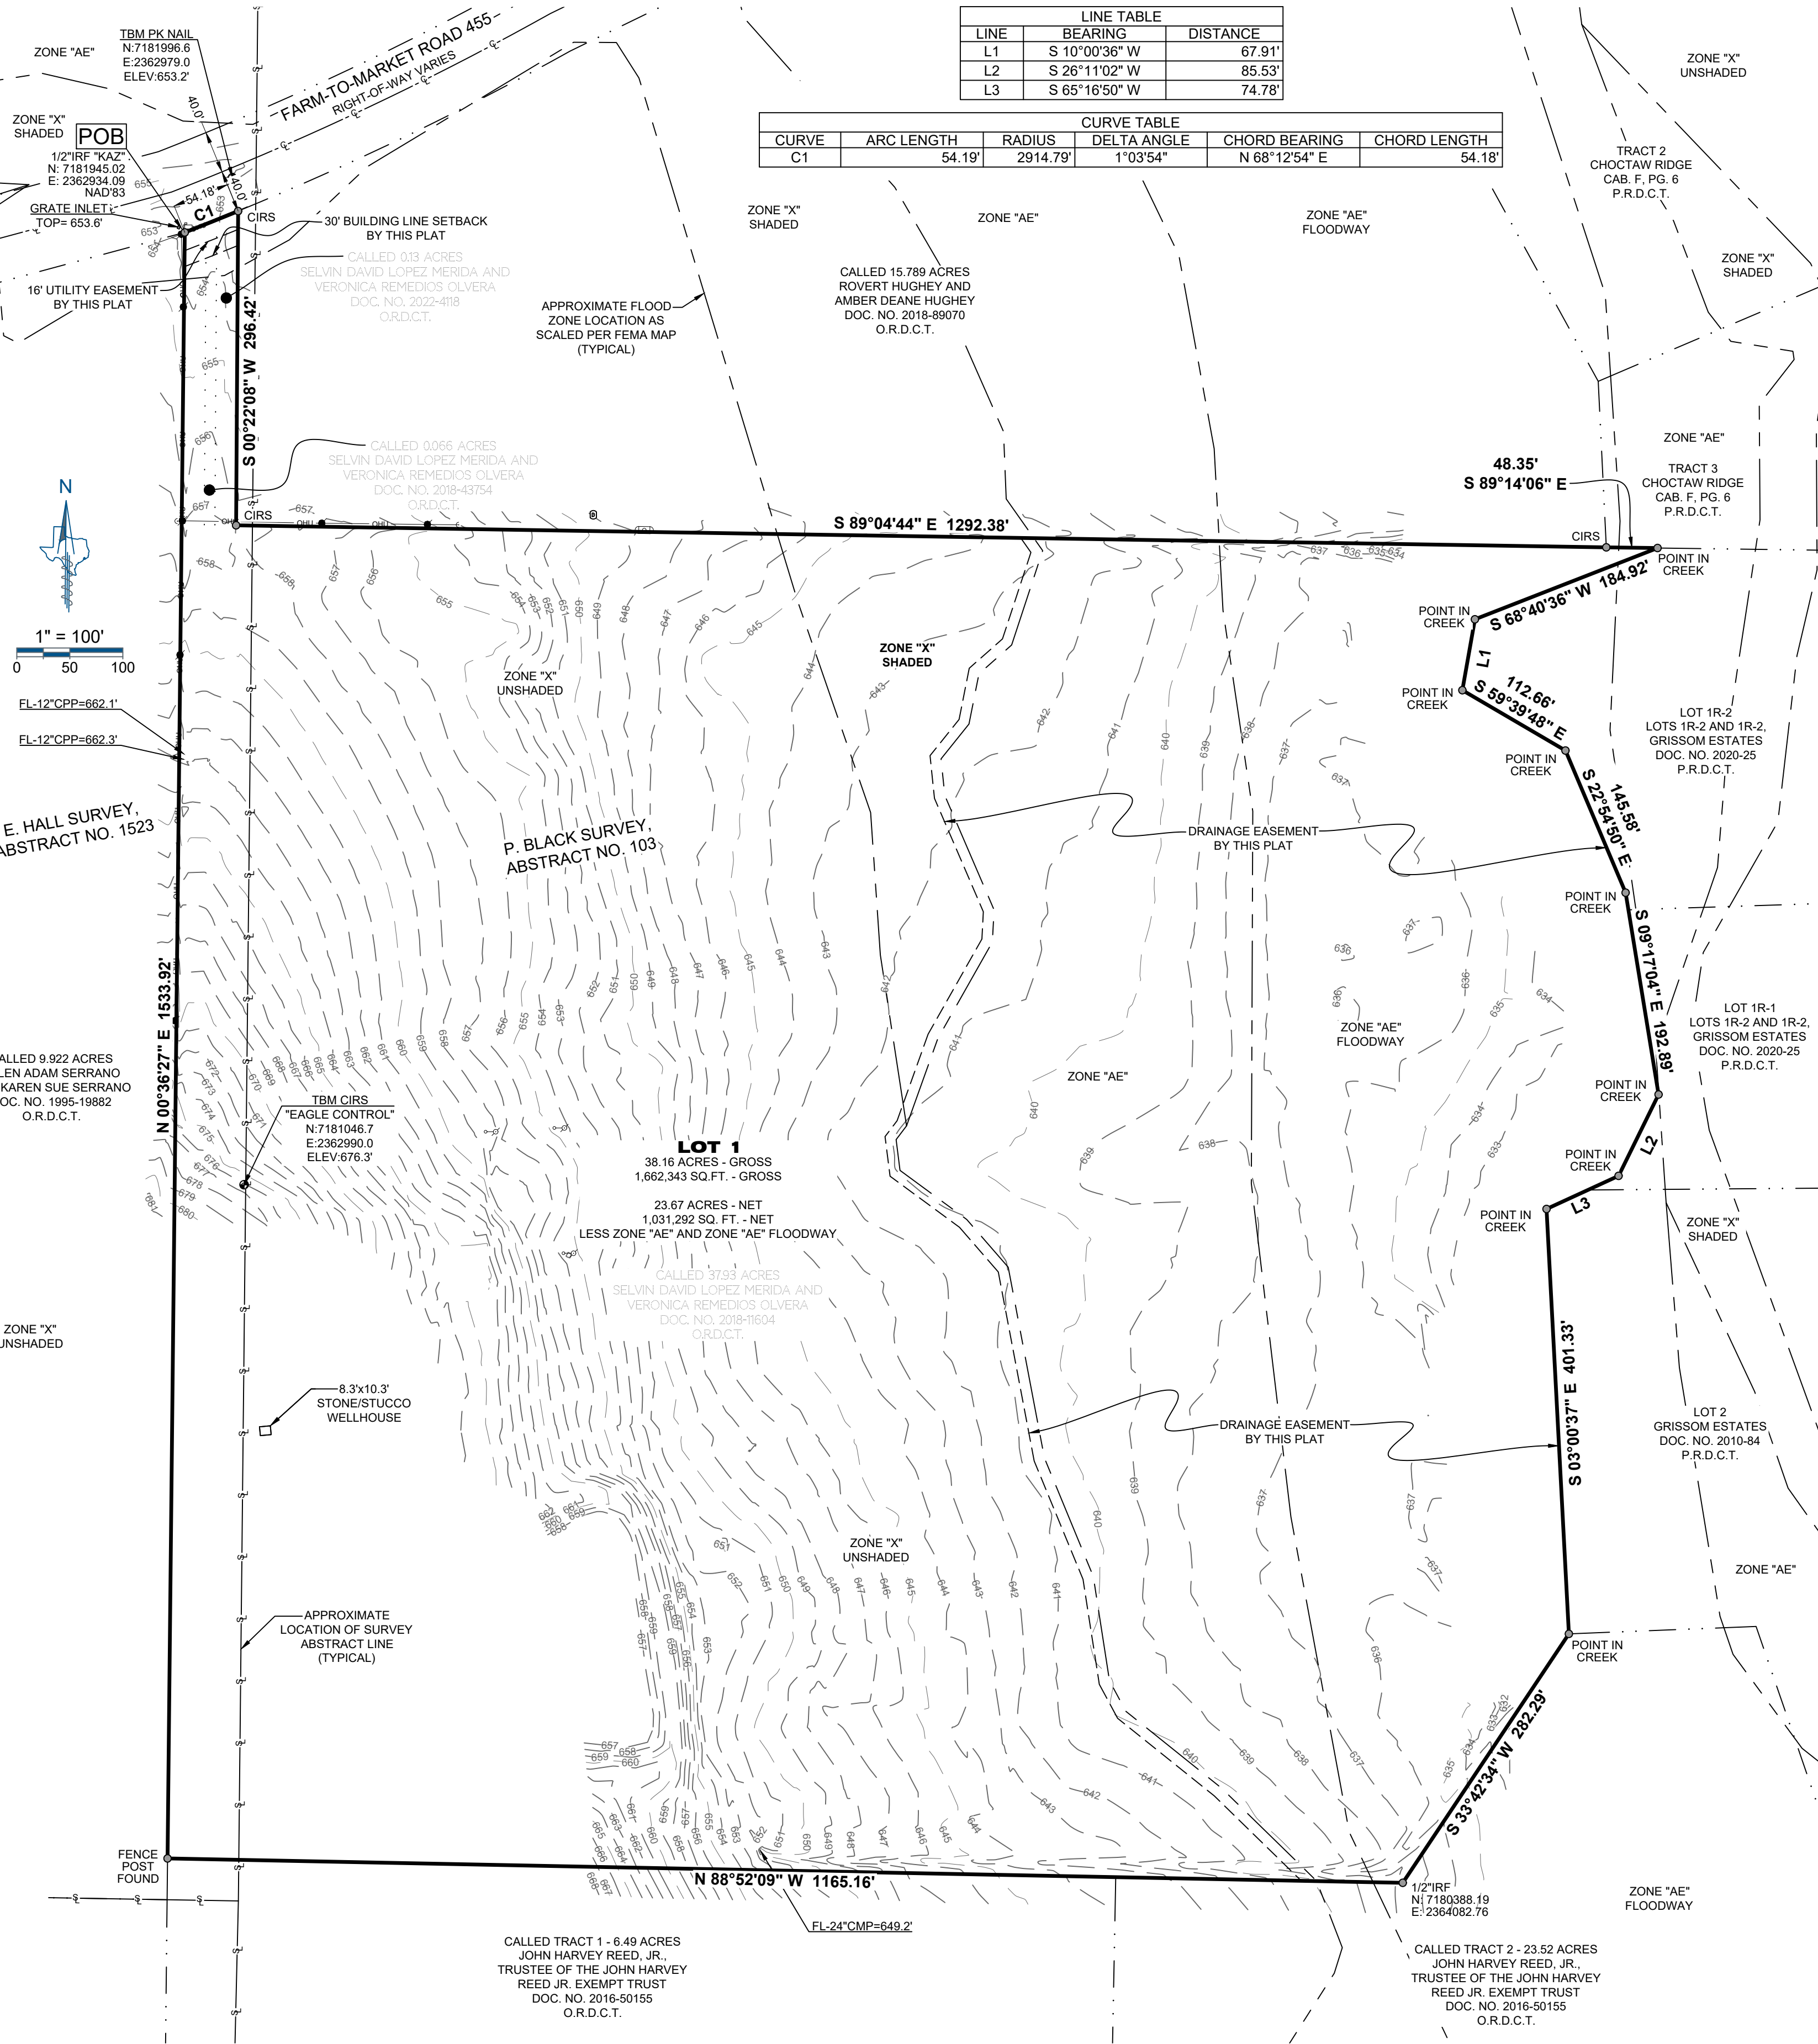 LINE TABLE
LINE BEARING DISTANCE
L1 S 10°00'36" W 67.91'
L2 S 26°11'02" W 85.53'
L3 S 65°16'50" W 74.78'
CURVE TABLE
CURVE ARC LENGTH RADIUS DELTA ANGLE CHORD BEARING CHORD LENGTH
C1 54.19' 2914.79' 1°03'54" N 68°12'54" E 54.18'
ZONE "AE"
TBM PK NAIL
N:7181996.6
E:2362979.0
ELEV:653.2'
FARM-TO-MARKET ROAD 455
RIGHT-OF-WAY VARIES
40.0'
40.0'
ZONE "X"
SHADED
POB
1/2"IRF "KAZ"
N: 7181945.02
E: 2362934.09
NAD'83
GRATE INLET
TOP= 653.6'
54.18'
C1
CIRS
30' BUILDING LINE SETBACK
BY THIS PLAT
16' UTILITY EASEMENT
BY THIS PLAT
CALLED 0.13 ACRES
SELVIN DAVID LOPEZ MERIDA AND
VERONICA REMEDIOS OLVERA
DOC. NO. 2022-4118
O.R.D.C.T.
S 00°22'08" W 296.42'
APPROXIMATE FLOOD
ZONE LOCATION AS
SCALED PER FEMA MAP
(TYPICAL)
ZONE "X"
SHADED
ZONE "AE"
ZONE "AE"
FLOODWAY
CALLED 15.789 ACRES
ROVERT HUGHEY AND
AMBER DEANE HUGHEY
DOC. NO. 2018-89070
O.R.D.C.T.
ZONE "X"
UNSHADED
TRACT 2
CHOCTAW RIDGE
CAB. F, PG. 6
P.R.D.C.T.
ZONE "X"
SHADED
ZONE "AE"
TRACT 3
CHOCTAW RIDGE
CAB. F, PG. 6
P.R.D.C.T.
CALLED 0.066 ACRES
SELVIN DAVID LOPEZ MERIDA AND
VERONICA REMEDIOS OLVERA
DOC. NO. 2018-43754
O.R.D.C.T.
CIRS
OHU
OHU
S 89°04'44" E 1292.38'
48.35'
S 89°14'06" E
CIRS
POINT IN
CREEK
S 68°40'36" W 184.92'
POINT IN
CREEK
L1
POINT IN
CREEK
112.66'
S 59°39'48" E
POINT IN
CREEK
145.58'
S 22°54'50" E
POINT IN
CREEK
S 09°17'04" E 192.89'
POINT IN
CREEK
L2
POINT IN
CREEK
L3
POINT IN
CREEK
S 03°00'37" E 401.33'
POINT IN
CREEK
S 33°42'34" W 282.29'
1/2"IRF
N: 7180388.19
E: 2364082.76
N 88°52'09" W 1165.16'
FENCE
POST
FOUND
N 00°36'27" E 1533.92'
N
1" = 100'
0 50 100
FL-12"CPP=662.1'
FL-12"CPP=662.3'
E. HALL SURVEY,
ABSTRACT NO. 1523
P. BLACK SURVEY,
ABSTRACT NO. 103
ZONE "X"
UNSHADED
ZONE "X"
SHADED
DRAINAGE EASEMENT
BY THIS PLAT
LOT 1R-2
LOTS 1R-2 AND 1R-2,
GRISSOM ESTATES
DOC. NO. 2020-25
P.R.D.C.T.
LOT 1R-1
LOTS 1R-2 AND 1R-2,
GRISSOM ESTATES
DOC. NO. 2020-25
P.R.D.C.T.
ZONE "AE"
FLOODWAY
ZONE "AE"
ALLED 9.922 ACRES
LEN ADAM SERRANO
KAREN SUE SERRANO
OC. NO. 1995-19882
O.R.D.C.T.
TBM CIRS
"EAGLE CONTROL"
N:7181046.7
E:2362990.0
ELEV:676.3'
LOT 1
38.16 ACRES - GROSS
1,662,343 SQ.FT. - GROSS
23.67 ACRES - NET
1,031,292 SQ. FT. - NET
LESS ZONE "AE" AND ZONE "AE" FLOODWAY
CALLED 37.93 ACRES
SELVIN DAVID LOPEZ MERIDA AND
VERONICA REMEDIOS OLVERA
DOC. NO. 2018-11604
O.R.D.C.T.
ZONE "X"
SHADED
ZONE "X"
UNSHADED
8.3'x10.3'
STONE/STUCCO
WELLHOUSE
DRAINAGE EASEMENT
BY THIS PLAT
LOT 2
GRISSOM ESTATES
DOC. NO. 2010-84
P.R.D.C.T.
ZONE "X"
UNSHADED
ZONE "AE"
APPROXIMATE
LOCATION OF SURVEY
ABSTRACT LINE
(TYPICAL)
FL-24"CMP=649.2'
ZONE "AE"
FLOODWAY
CALLED TRACT 1 - 6.49 ACRES
JOHN HARVEY REED, JR.,
TRUSTEE OF THE JOHN HARVEY
REED JR. EXEMPT TRUST
DOC. NO. 2016-50155
O.R.D.C.T.
CALLED TRACT 2 - 23.52 ACRES
JOHN HARVEY REED, JR.,
TRUSTEE OF THE JOHN HARVEY
REED JR. EXEMPT TRUST
DOC. NO. 2016-50155
O.R.D.C.T.